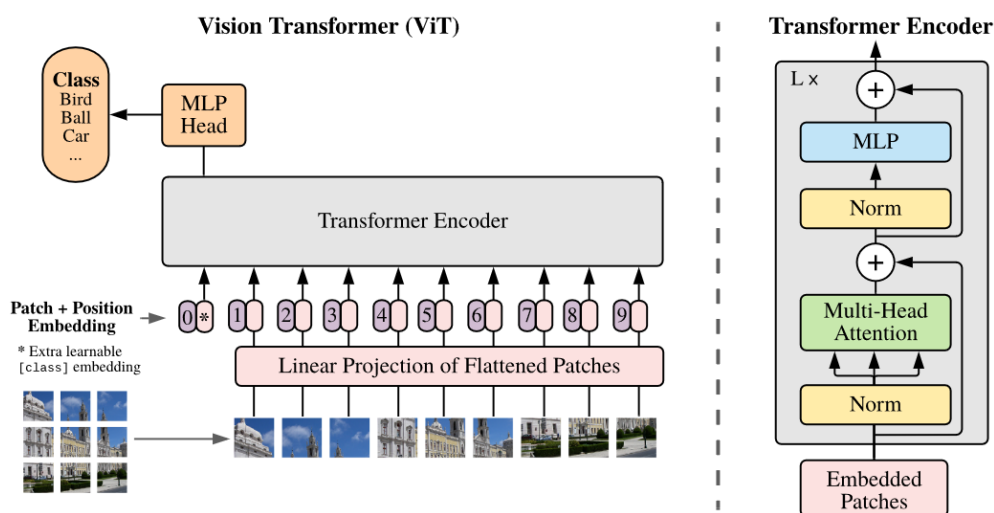 Vision Transformer (ViT)
Class
Bird
Ball
Car
...
MLP
Head
Transformer Encoder
0 * 1 2 3 4 5 6 7 8 9
Patch + Position
Embedding
* Extra learnable
[class] embedding
Linear Projection of Flattened Patches
Transformer Encoder
L ×
+
MLP
Norm
+
Multi-Head
Attention
Norm
Embedded
Patches